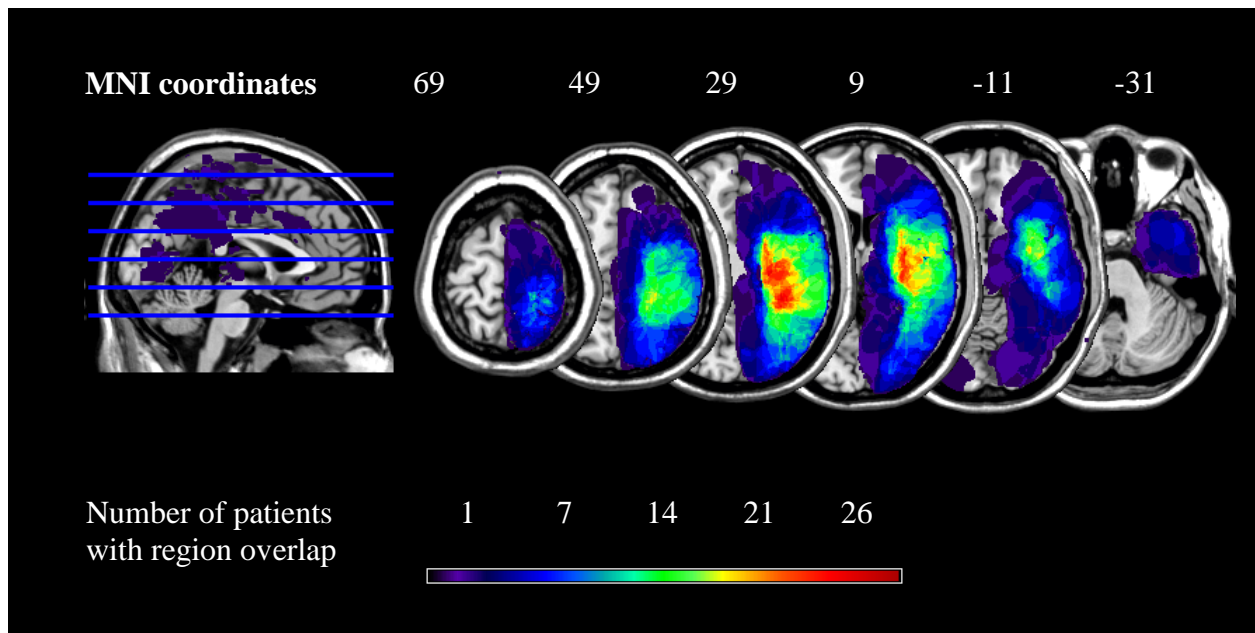 MNI coordinates 69 49 29 9 -11 -31
Number of patients 1 7 14 21 26
with region overlap